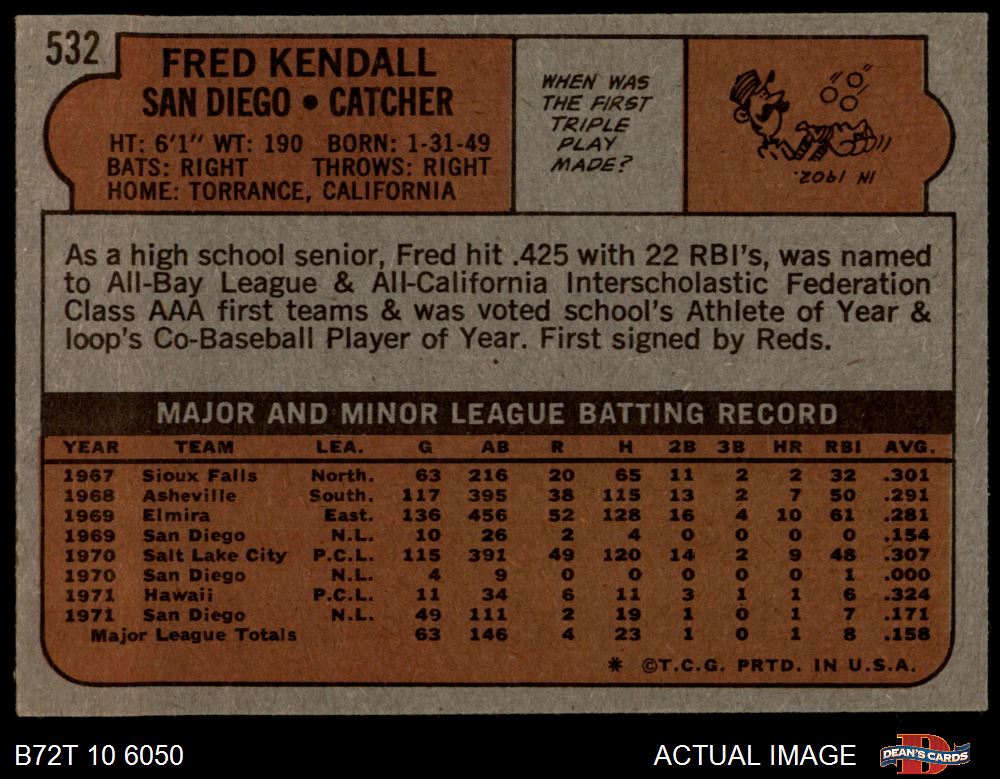 532
FRED KENDALL
SAN DIEGO • CATCHER
HT: 6'1" WT: 190 BORN: 1-31-49
BATS: RIGHT THROWS: RIGHT
HOME: TORRANCE, CALIFORNIA
WHEN WAS
THE FIRST
TRIPLE
PLAY
MADE?
IN 1902.
As a high school senior, Fred hit .425 with 22 RBI's, was named
to All-Bay League & All-California Interscholastic Federation
Class AAA first teams & was voted school's Athlete of Year &
loop's Co-Baseball Player of Year. First signed by Reds.
MAJOR AND MINOR LEAGUE BATTING RECORD
YEAR TEAM LEA. G AB R H 2B 3B HR RBI AVG.
1967 Sioux Falls North. 63 216 20 65 11 2 2 32 .301
1968 Asheville South. 117 395 38 115 13 2 7 50 .291
1969 Elmira East. 136 456 52 128 16 4 10 61 .281
1969 San Diego N.L. 10 26 2 4 0 0 0 0 .154
1970 Salt Lake City P.C.L. 115 391 49 120 14 2 9 48 .307
1970 San Diego N.L. 4 9 0 0 0 0 0 1 .000
1971 Hawaii P.C.L. 11 34 6 11 3 1 1 6 .324
1971 San Diego N.L. 49 111 2 19 1 0 1 7 .171
Major League Totals 63 146 4 23 1 0 1 8 .158
* ©T.C.G. PRTD. IN U.S.A.
B72T 10 6050
ACTUAL IMAGE
D
DEAN'S CARDS